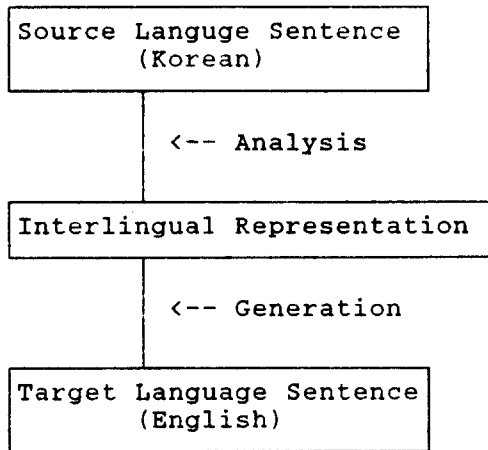 Source Languge Sentence
(Korean)
<-- Analysis
Interlingual Representation
<-- Generation
Target Language Sentence
(English)